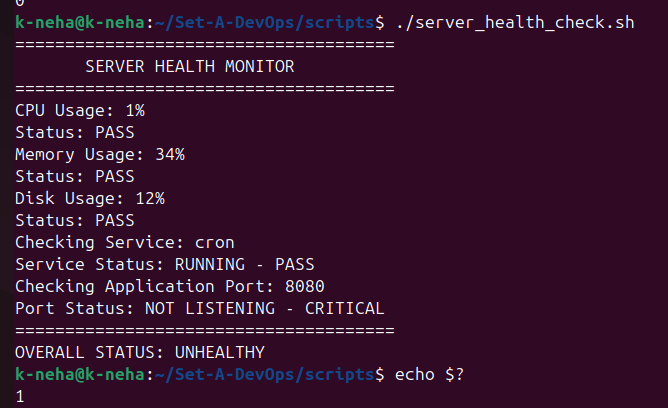 0
k-neha@k-neha:~/Set-A-DevOps/scripts$ ./server_health_check.sh
======================================
       SERVER HEALTH MONITOR
======================================
CPU Usage: 1%
Status: PASS
Memory Usage: 34%
Status: PASS
Disk Usage: 12%
Status: PASS
Checking Service: cron
Service Status: RUNNING - PASS
Checking Application Port: 8080
Port Status: NOT LISTENING - CRITICAL
======================================
OVERALL STATUS: UNHEALTHY
k-neha@k-neha:~/Set-A-DevOps/scripts$ echo $?
1